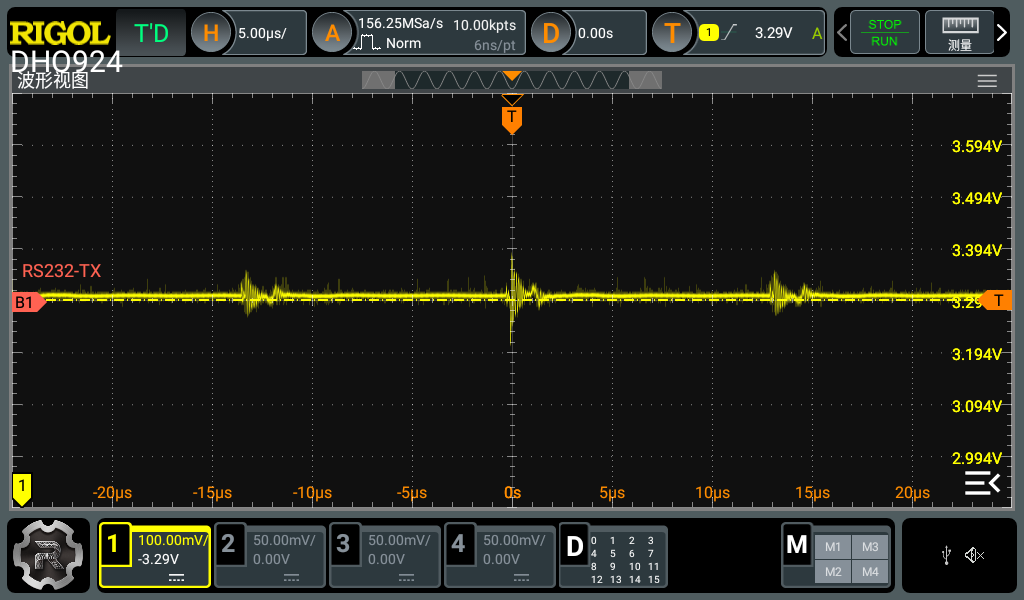 RIGOL T'D H 5.00μs/ A 156.25MSa/s 10.00kpts D 0.00s T 1 3.29V A STOP
Norm 6ns/pt RUN 测量
DHO924
波形视图
T
3.594V
3.494V
3.394V
RS232-TX
B1 3.29 T
3.194V
3.094V
2.994V
1 -20μs -15μs -10μs -5μs 0s 5μs 10μs 15μs 20μs
1 100.00mV/ 2 50.00mV/ 3 50.00mV/ 4 50.00mV/ D 0 1 2 3 M M1 M3
-3.29V 0.00V 0.00V 0.00V 4 5 6 7
8 9 10 11 M2 M4
12 13 14 15
R